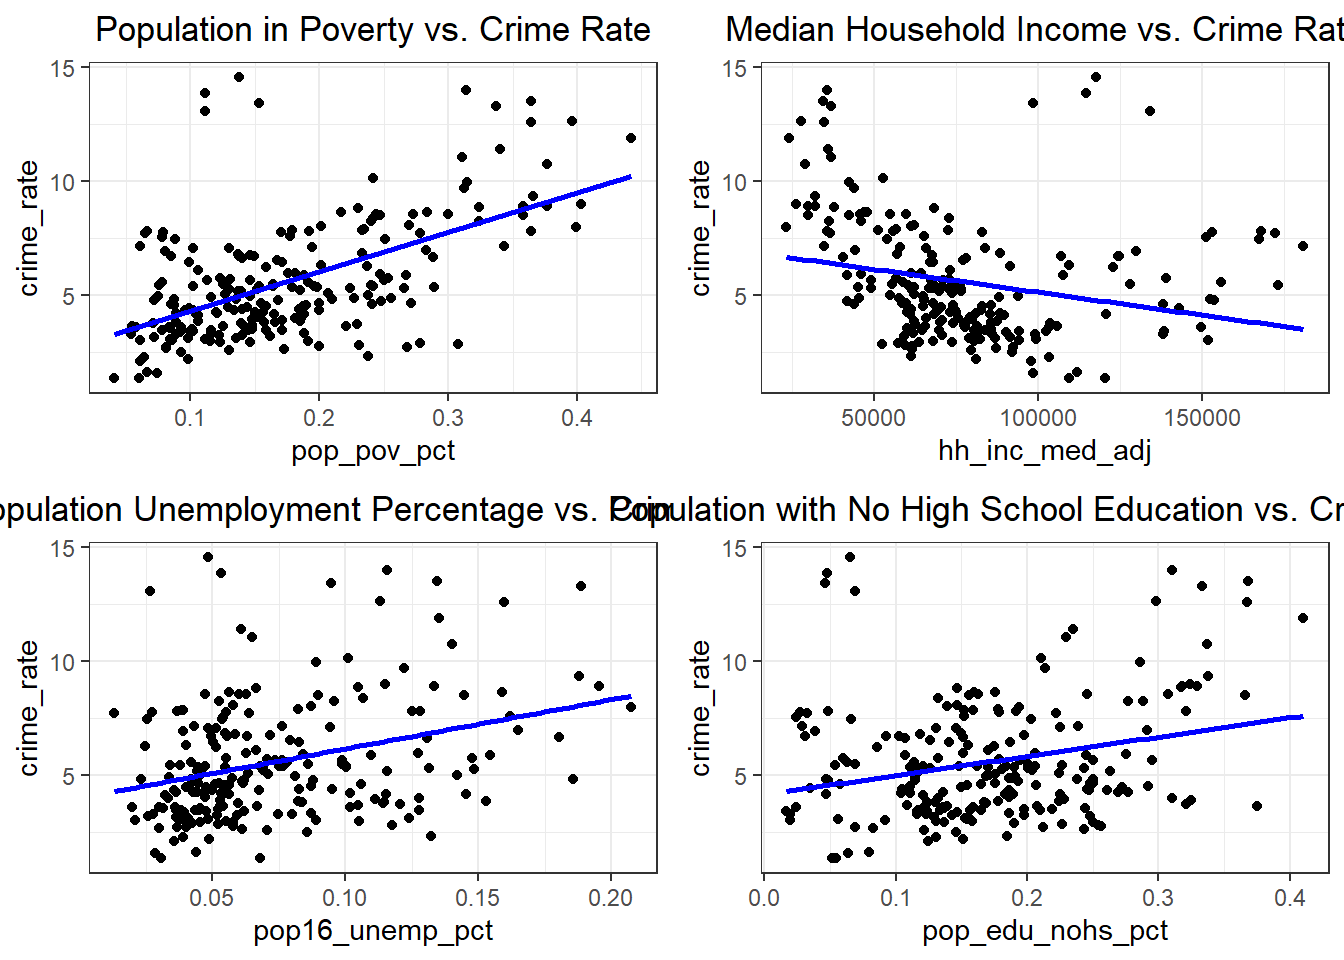 Population in Poverty vs. Crime Rate
15
10
5
crime_rate
0.1 0.2 0.3 0.4
pop_pov_pct
Median Household Income vs. Crime Rat
15
10
5
crime_rate
50000 100000 150000
hh_inc_med_adj
opulation Unemployment Percentage vs.
15
10
5
crime_rate
0.05 0.10 0.15 0.20
pop16_unemp_pct
Population with No High School Education vs. Cr
15
10
5
crime_rate
0.0 0.1 0.2 0.3 0.4
pop_edu_nohs_pct